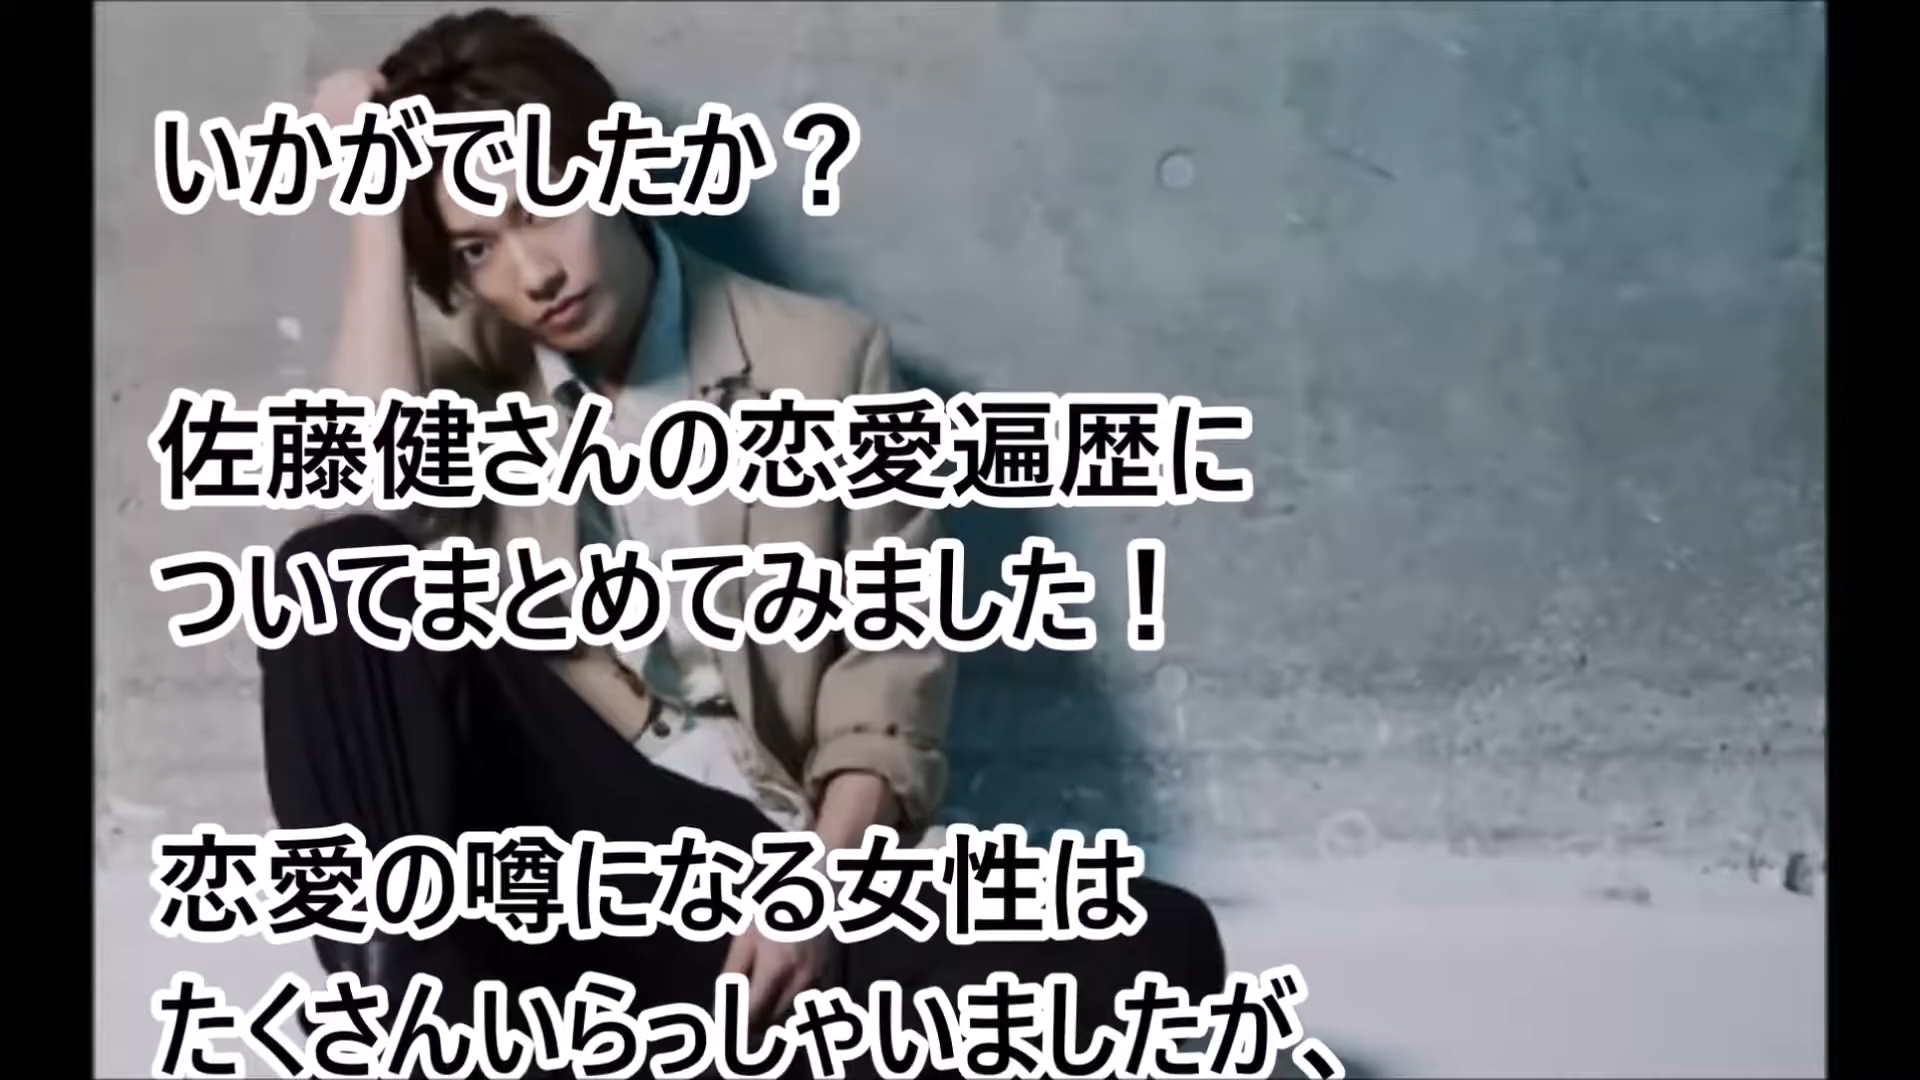 いかがでしたか？
佐藤健さんの恋愛遍歴に
ついてまとめてみました！
恋愛の噂になる女性は
たくさんいらっしゃいましたが、